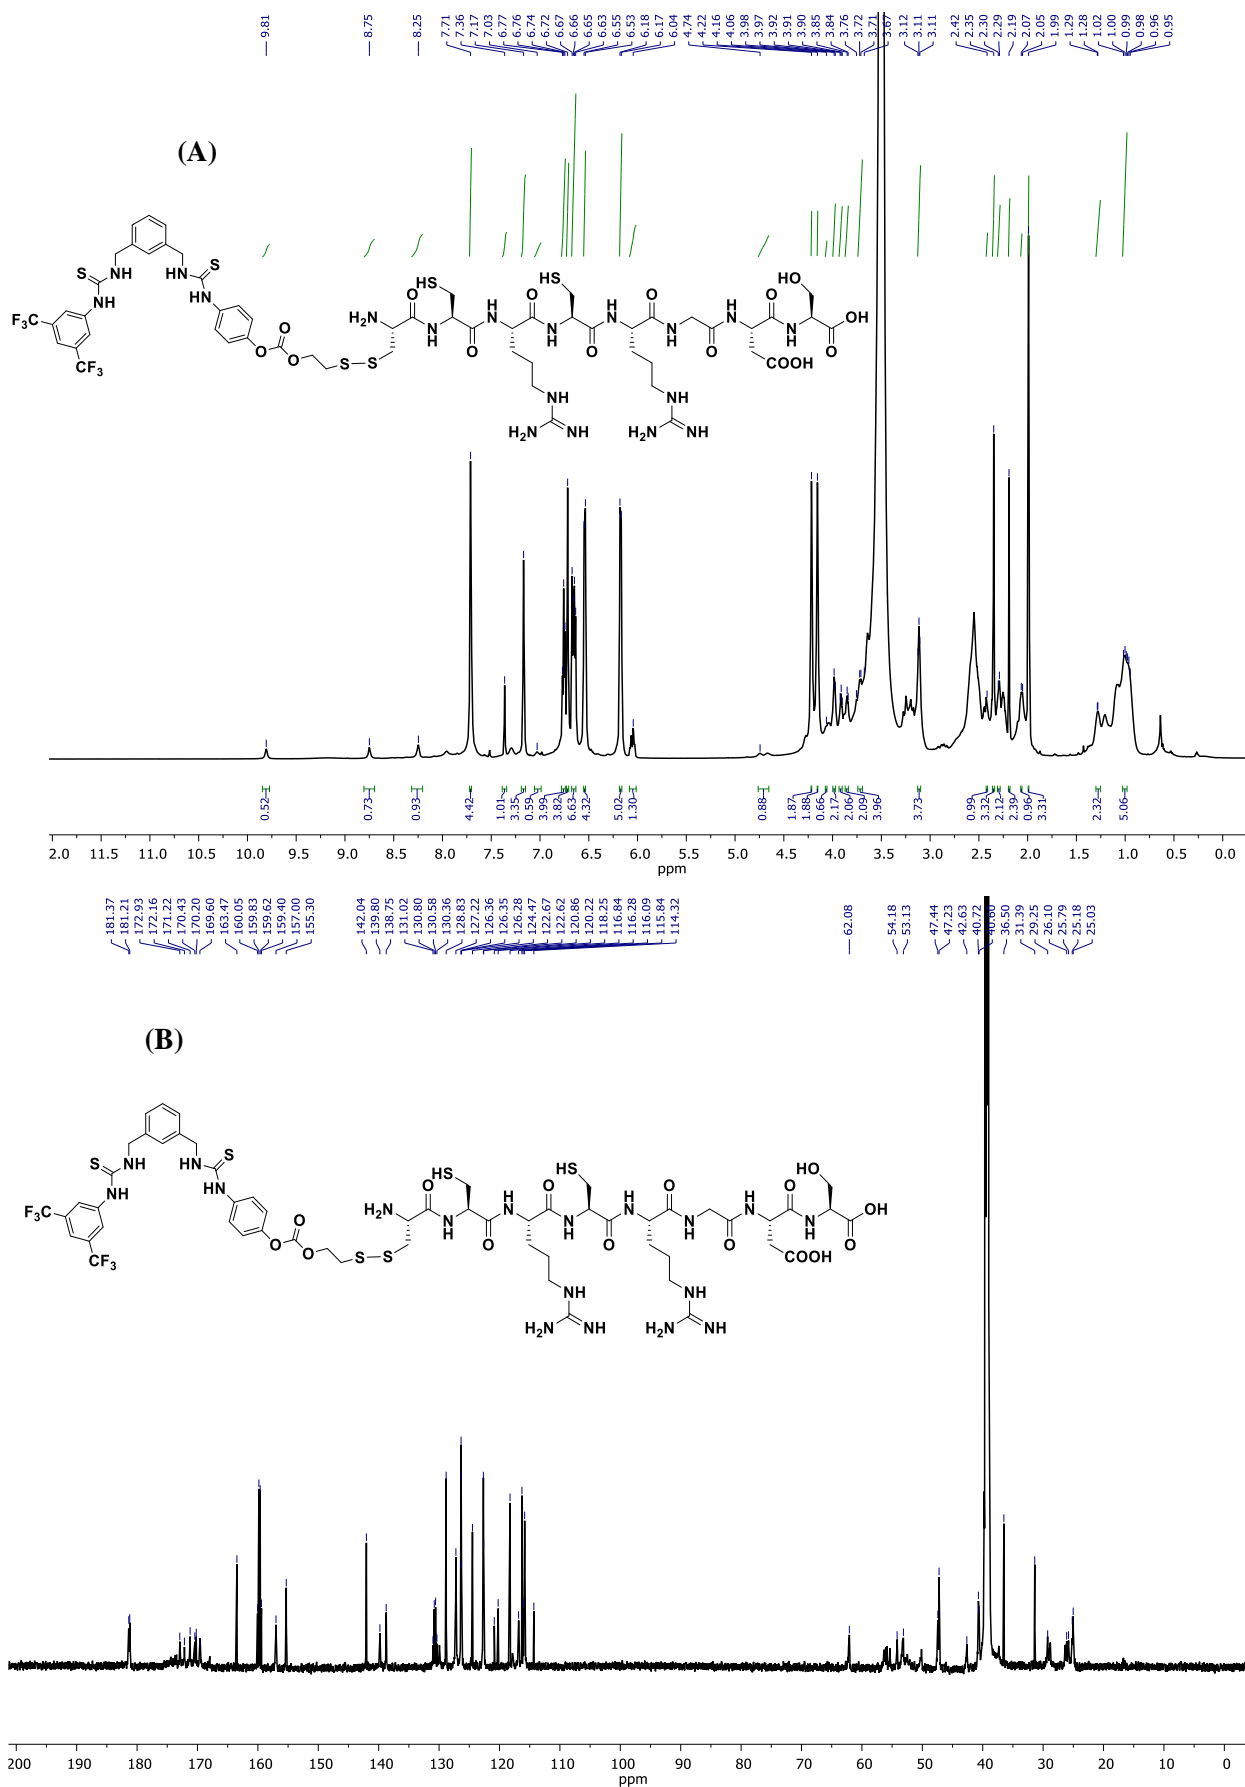 9.81 8.75 8.25 7.71 7.36 7.17 7.03 6.77 6.76 6.74 6.72 6.67 6.66 6.65 6.63 6.55 6.53 6.18 6.17 6.04 4.74 4.22 4.16 4.06 3.98 3.97 3.92 3.91 3.90 3.85 3.84 3.76 3.72 3.71 3.67 3.12 3.11 3.11 2.42 2.35 2.30 2.29 2.19 2.07 2.05 1.99 1.29 1.28 1.02 1.00 0.99 0.98 0.96 0.95
(A)
S NH HN S
NH NH
F₃C CF₃
O O O S S
H₂N O HS H N O H N O HS H N O H N O H N O H N O HO H N OH O
COOH
NH NH
H₂N NH H₂N NH
0.52 0.73 0.93 4.42 1.01 3.35 0.59 3.99 3.82 6.63 4.32 5.02 1.30 0.88 1.87 1.88 0.66 2.17 2.06 2.09 3.96 3.73 0.99 3.32 2.12 2.39 0.96 3.31 2.32 5.06
2.0 11.5 11.0 10.5 10.0 9.5 9.0 8.5 8.0 7.5 7.0 6.5 6.0 5.5 5.0 4.5 4.0 3.5 3.0 2.5 2.0 1.5 1.0 0.5 0.0
ppm
181.37 181.21 172.93 172.16 171.22 170.43 170.20 169.60 163.47 160.05 159.83 159.62 159.40 157.00 155.30 142.04 139.80 138.75 131.02 130.80 130.58 130.36 128.83 127.22 126.36 126.35 126.28 124.47 122.67 122.62 120.86 120.22 118.25 116.84 116.28 116.09 115.84 114.32 62.08 54.18 53.13 47.44 47.23 42.63 40.72 40.60 36.50 31.39 29.25 26.10 25.79 25.18 25.03
(B)
S NH HN S
NH NH
F₃C CF₃
O O O S S
H₂N O HS H N O H N O HS H N O H N O H N O H N O HO H N OH O
COOH
NH NH
H₂N NH H₂N NH
200 190 180 170 160 150 140 130 120 110 100 90 80 70 60 50 40 30 20 10 0
ppm